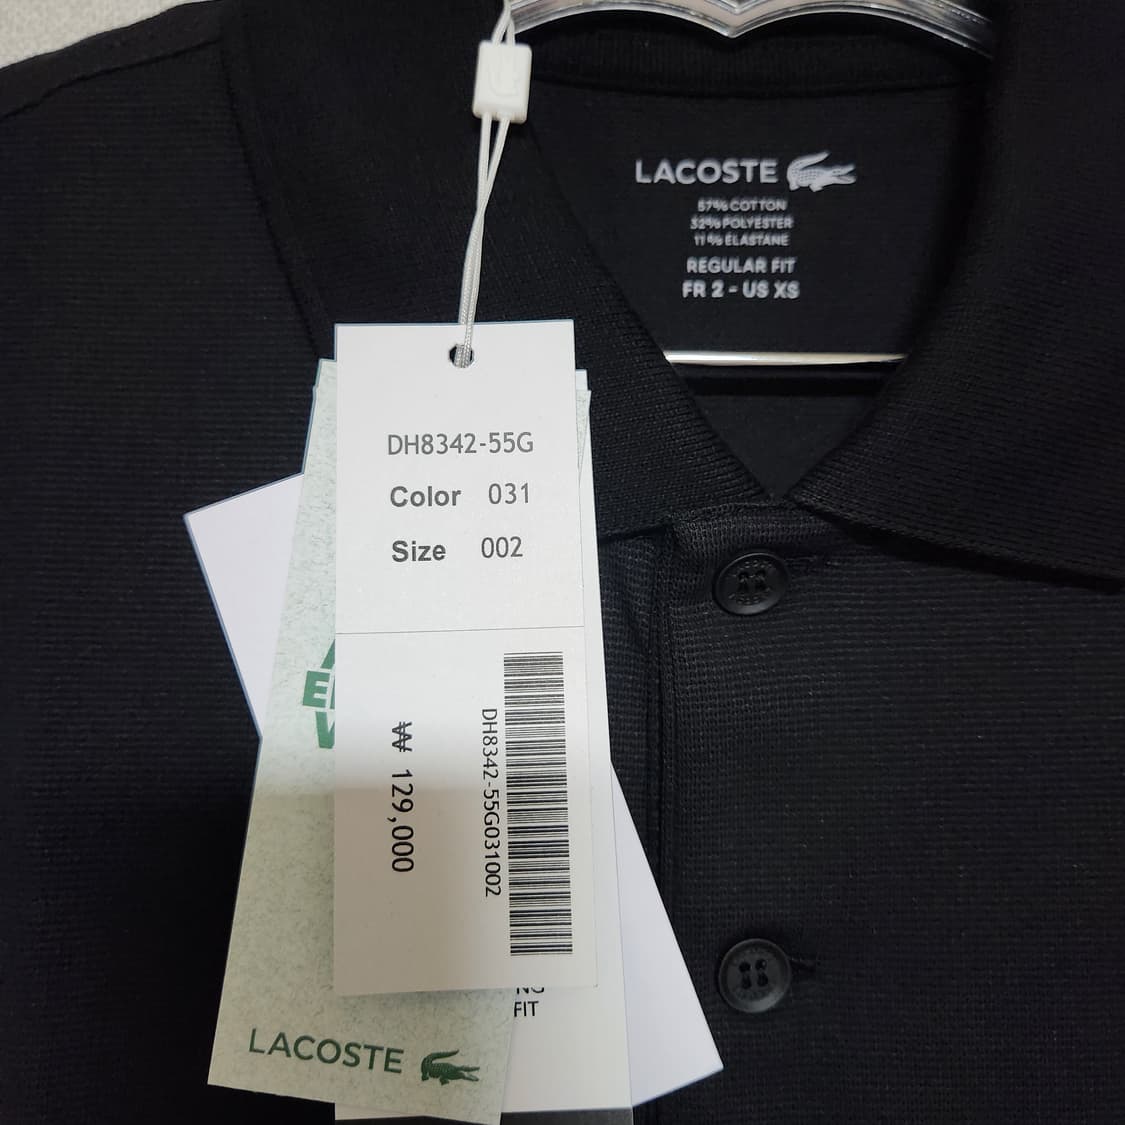 LACOSTE
57% COTTON
32% POLYESTER
11% ÉLASTANE
REGULAR FIT
FR 2 - US XS
DH8342-55G
Color 031
Size 002
₩ 129,000
DH8342-55G031002
FIT
LACOSTE